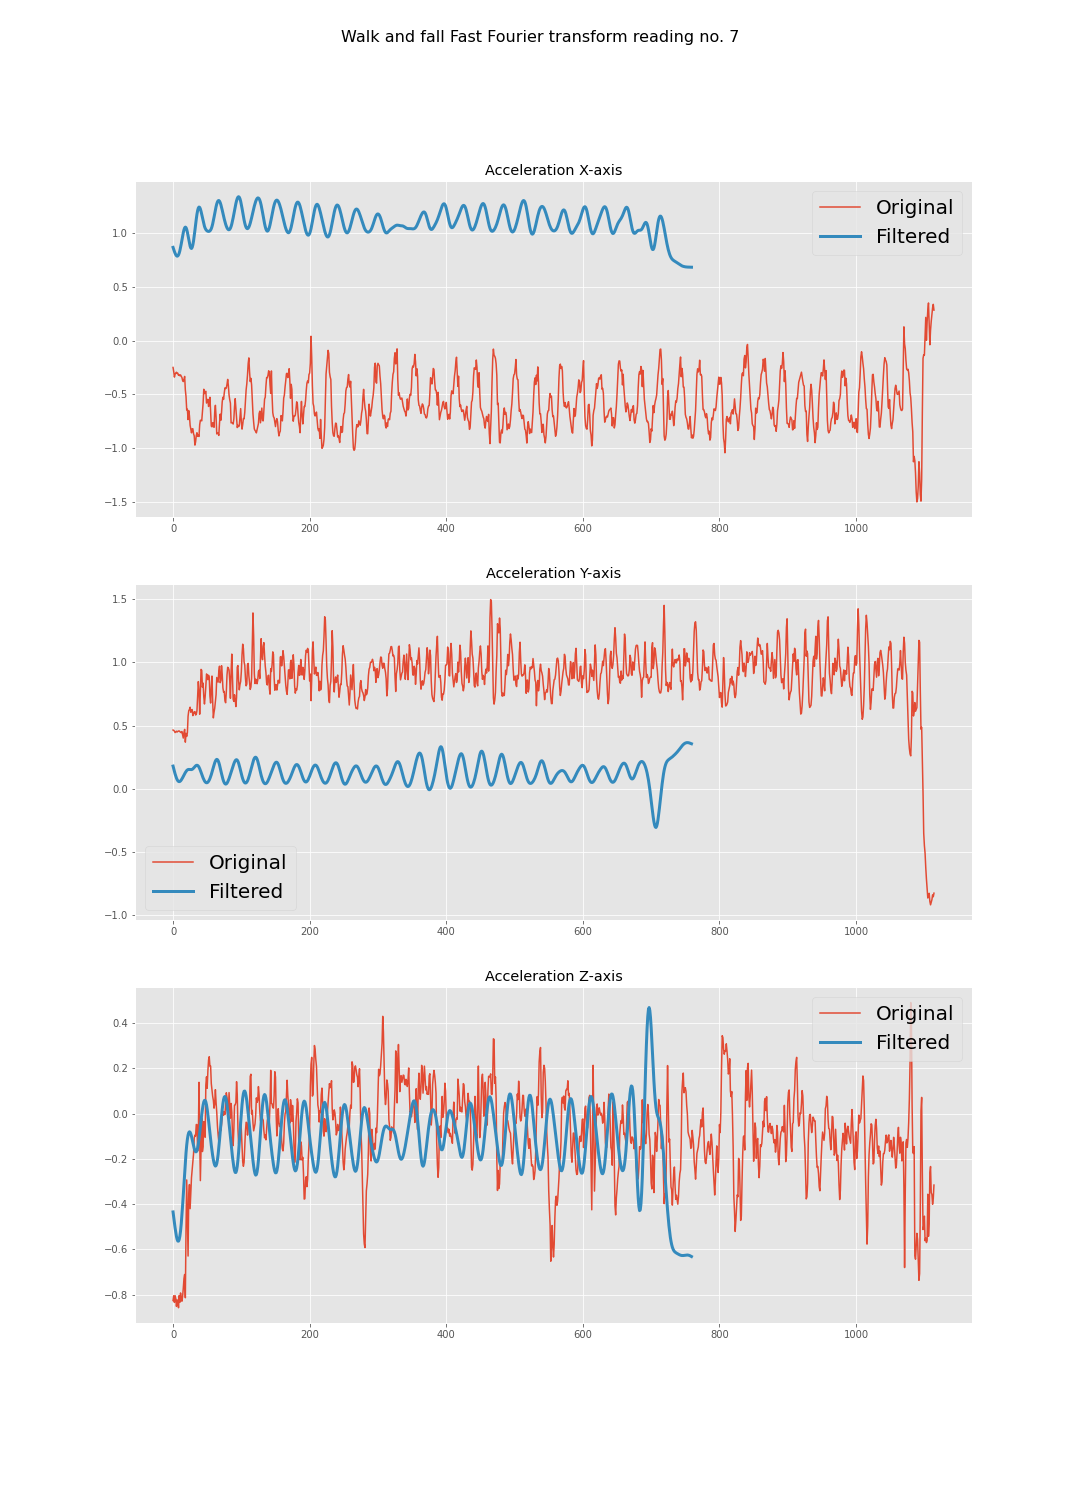 Walk and fall Fast Fourier transform reading no. 7
Acceleration X-axis
Original
Filtered
1.0
0.5
0.0
−0.5
−1.0
−1.5
0 200 400 600 800 1000
Acceleration Y-axis
1.5
1.0
0.5
0.0
−0.5
−1.0
Original
Filtered
0 200 400 600 800 1000
Acceleration Z-axis
Original
Filtered
0.4
0.2
0.0
−0.2
−0.4
−0.6
−0.8
0 200 400 600 800 1000